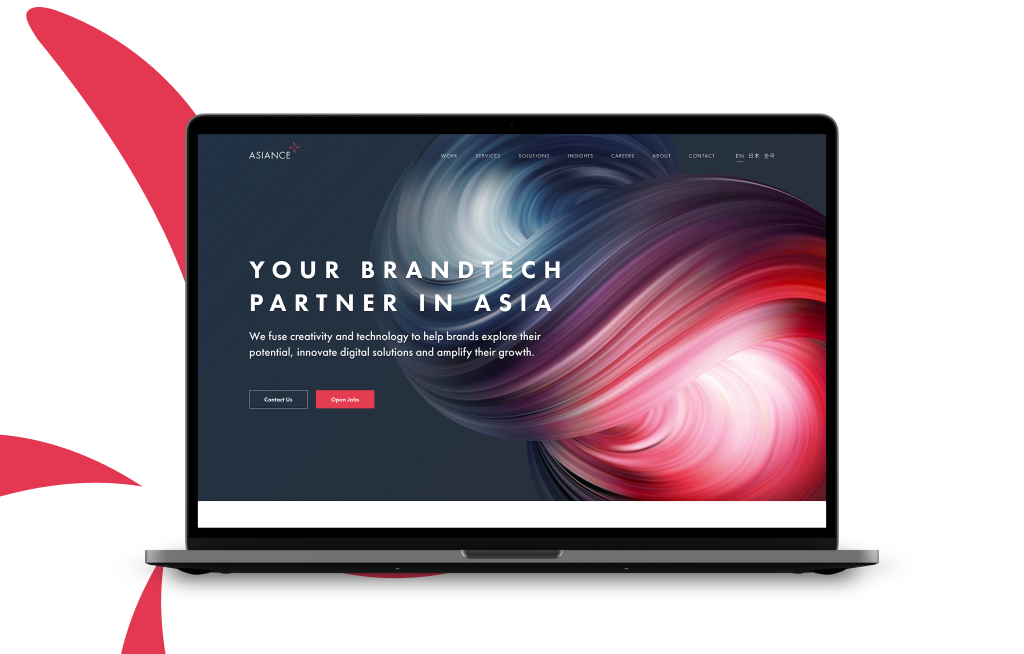 ASIANCE
WORK SERVICES SOLUTIONS INSIGHTS CAREERS ABOUT CONTACT EN 日本 한국
YOUR BRANDTECH
PARTNER IN ASIA
We fuse creativity and technology to help brands explore their
potential, innovate digital solutions and amplify their growth.
Contact Us Open Jobs